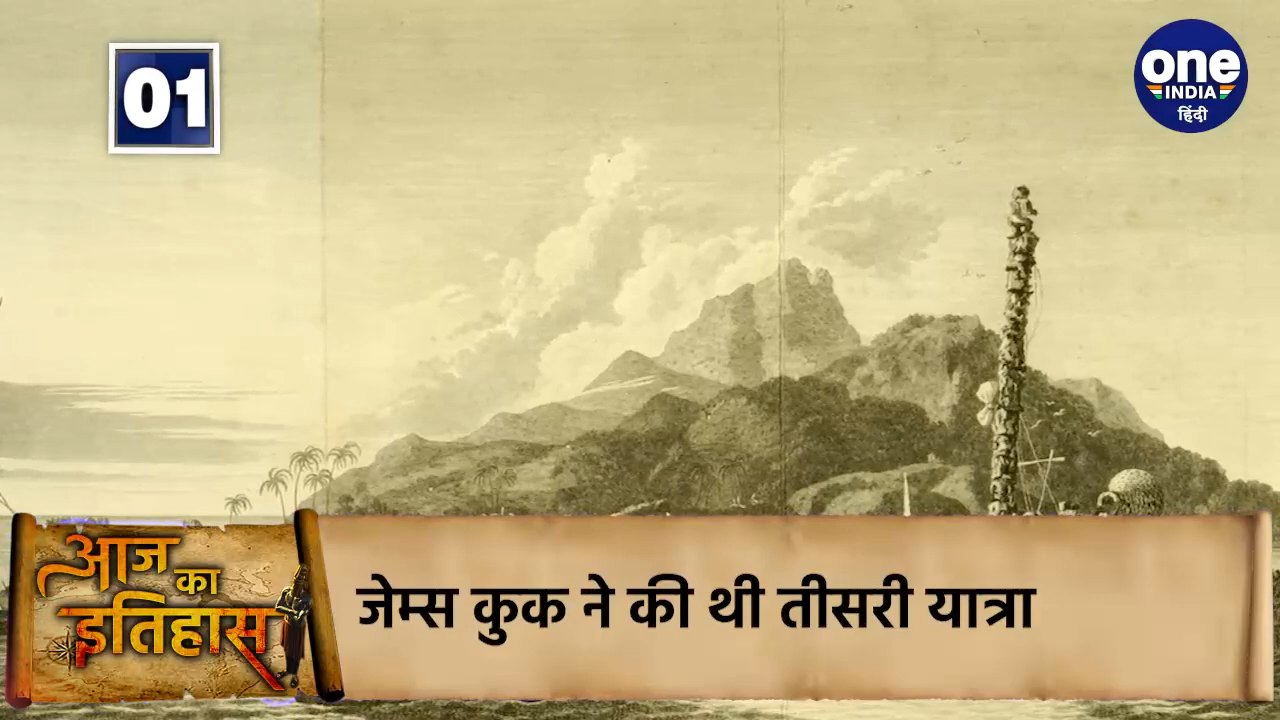 01
one
INDIA
हिंदी
आज
का
इतिहास
जेम्स कुक ने की थी तीसरी यात्रा